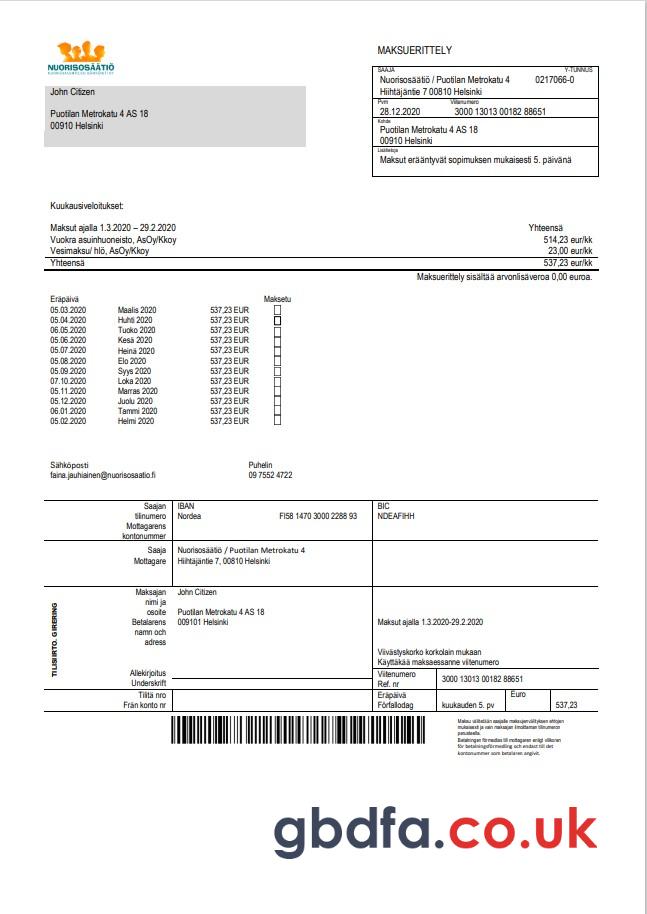 NUORISOSÄÄTIÖ
MAKSUERITTELY
SAAJA Y-TUNNUS
Nuorisosäätiö / Puotilan Metrokatu 4 0217066-0
Hiihtäjäntie 7 00810 Helsinki
Pvm Viitenumero
28.12.2020 3000 13013 00182 88651
Kohde
Puotilan Metrokatu 4 AS 18
00910 Helsinki
Lisätietoja
Maksut erääntyvät sopimuksen mukaisesti 5. päivänä
John Citizen
Puotilan Metrokatu 4 AS 18
00910 Helsinki
Kuukausiveloitukset:
Maksut ajalla 1.3.2020 – 29.2.2020 Yhteensä
Vuokra asuinhuoneisto, AsOy/Kkoy 514,23 eur/kk
Vesimaksu/ hlö, AsOy/Kkoy 23,00 eur/kk
Yhteensä 537,23 eur/kk
Maksuerittely sisältää arvonlisäveroa 0,00 euroa.
Eräpäivä Maksetu
05.03.2020 Maalis 2020 537,23 EUR
05.04.2020 Huhti 2020 537,23 EUR
06.05.2020 Tuoko 2020 537,23 EUR
05.06.2020 Kesä 2020 537,23 EUR
05.07.2020 Heinä 2020 537,23 EUR
05.08.2020 Elo 2020 537,23 EUR
05.09.2020 Syys 2020 537,23 EUR
07.10.2020 Loka 2020 537,23 EUR
05.11.2020 Marras 2020 537,23 EUR
05.12.2020 Juolu 2020 537,23 EUR
06.01.2020 Tammi 2020 537,23 EUR
05.02.2020 Helmi 2020 537,23 EUR
Sähköposti Puhelin
faina.jauhiainen@nuorisosaatio.fi 09 7552 4722
Saajan IBAN BIC
tilinumero Nordea FI58 1470 3000 2288 93 NDEAFIHH
Mottagarens
kontonummer
Saaja Nuorisosäätiö / Puotilan Metrokatu 4
Mottagare Hiihtäjäntie 7, 00810 Helsinki
TILISIIRTO. GIRERING
Maksajan John Citizen
nimi ja
osoite Puotilan Metrokatu 4 AS 18
Betalarens 009101 Helsinki Maksut ajalla 1.3.2020-29.2.2020
namn och
adress
Viivästyskorko korkolain mukaan
Käyttäkää maksaessanne viitenumero
Allekirjoitus Viitenumero
Underskrift Ref. nr 3000 13013 00182 88651
Tilitä nro Eräpäivä Euro
Från konto nr Förfallodag kuukauden 5. pv 537,23
Maksu välitetään saajalle maksujenvälityksen ehtojen
mukaisesti ja vain maksajan ilmoittaman tilinumeron
perusteella.
Betalningen förmedlas till mottagaren enligt villkoren
för betalningsförmedling och endast till det
kontonummer som betalaren angivit.
gbdfa.co.uk